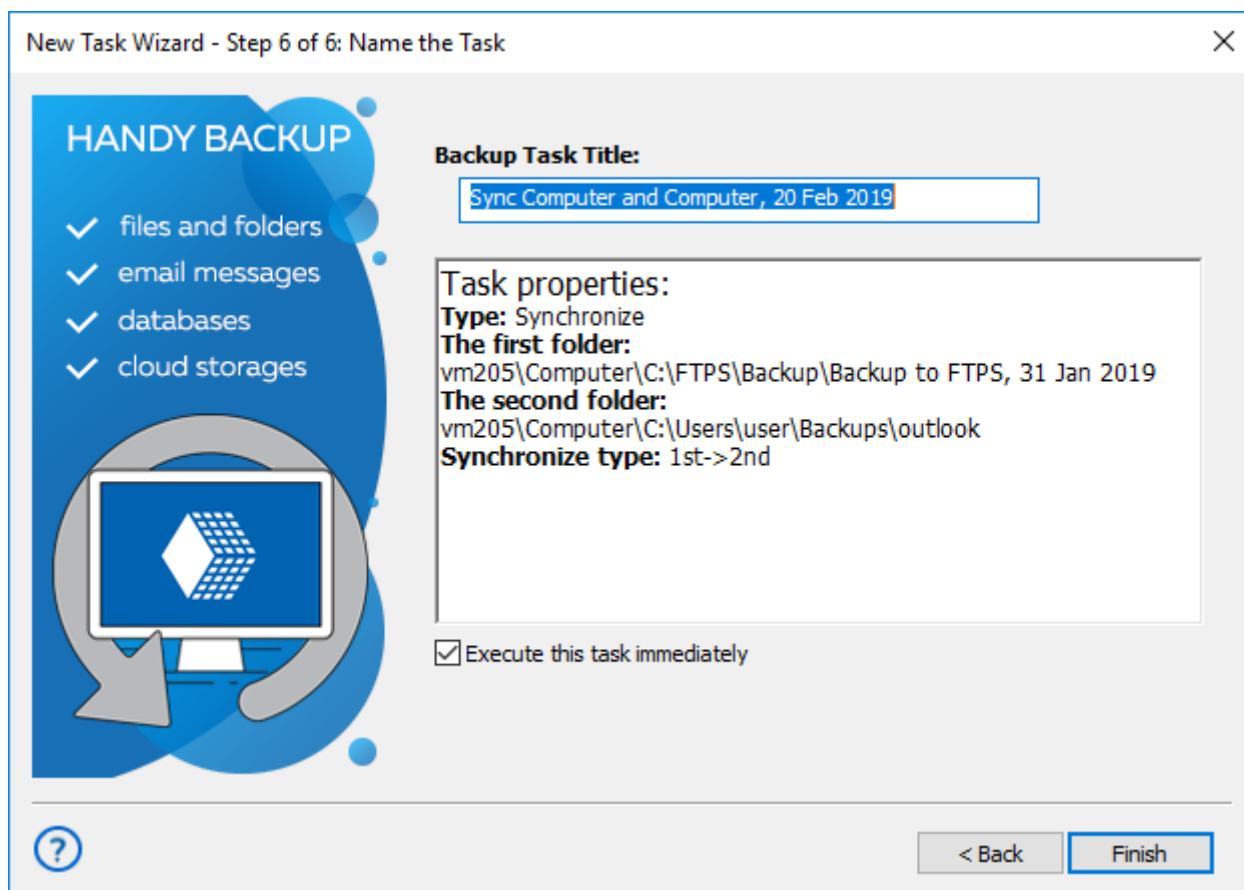 New Task Wizard - Step 6 of 6: Name the Task
HANDY BACKUP
files and folders
email messages
databases
cloud storages
Backup Task Title:
Sync Computer and Computer, 20 Feb 2019
Task properties:
Type: Synchronize
The first folder:
vm205\Computer\C:\FTPS\Backup\Backup to FTPS, 31 Jan 2019
The second folder:
vm205\Computer\C:\Users\user\Backups\outlook
Synchronize type: 1st->2nd
Execute this task immediately
?
< Back
Finish